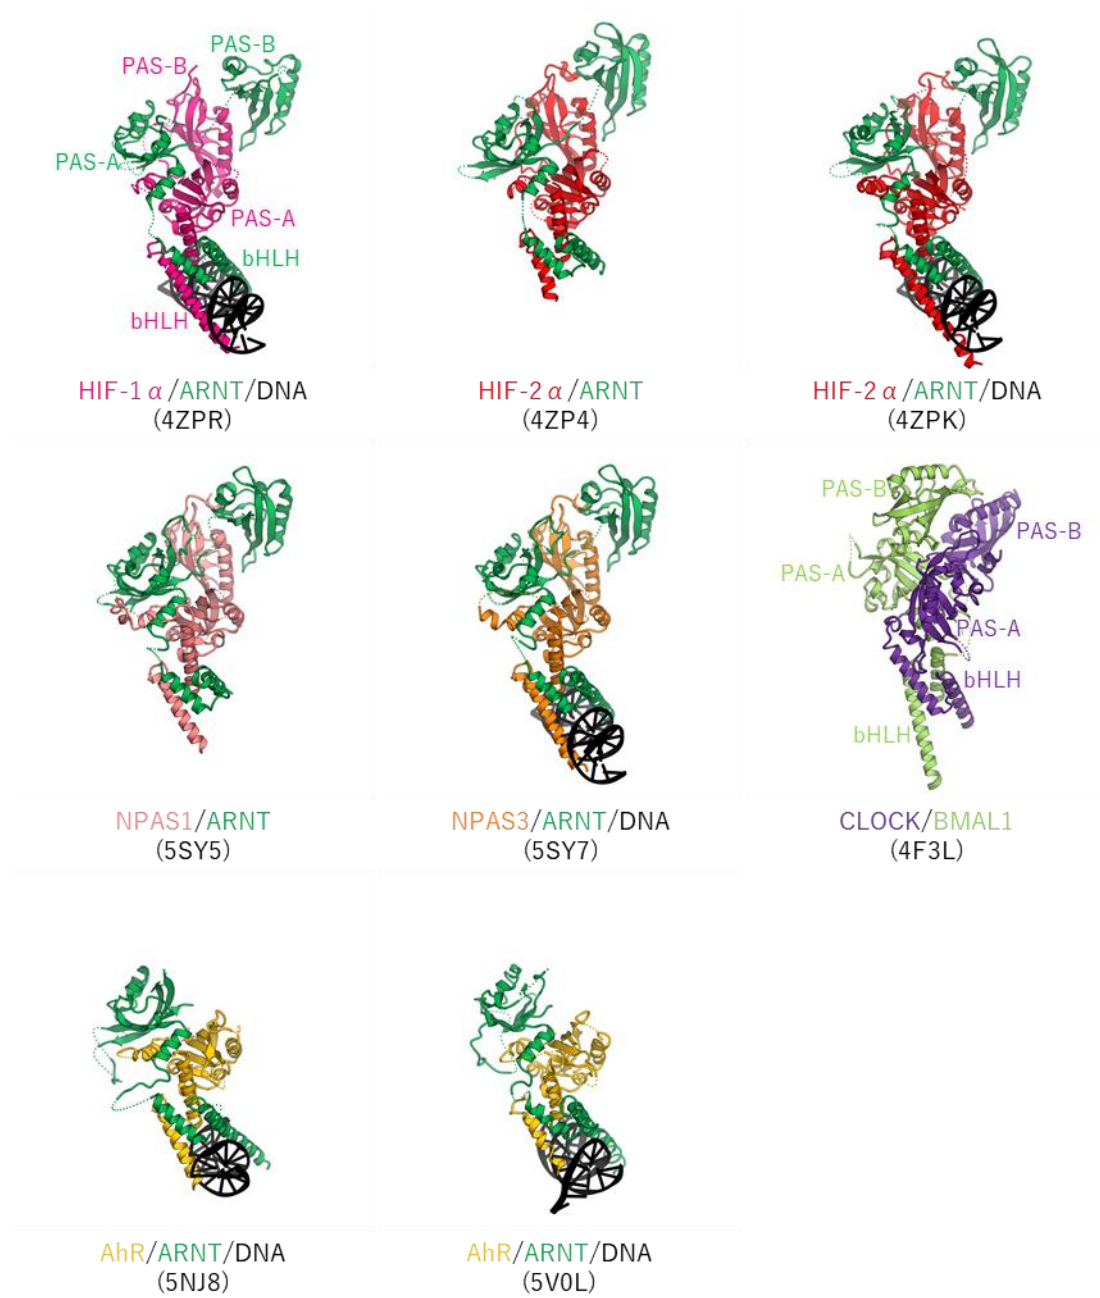 PAS-B
PAS-B
PAS-A
PAS-A
bHLH
bHLH
HIF-1α/ARNT/DNA
(4ZPR)
HIF-2α/ARNT
(4ZP4)
HIF-2α/ARNT/DNA
(4ZPK)
PAS-B
PAS-B
PAS-A
PAS-A
bHLH
bHLH
NPAS1/ARNT
(5SY5)
NPAS3/ARNT/DNA
(5SY7)
CLOCK/BMAL1
(4F3L)
AhR/ARNT/DNA
(5NJ8)
AhR/ARNT/DNA
(5V0L)